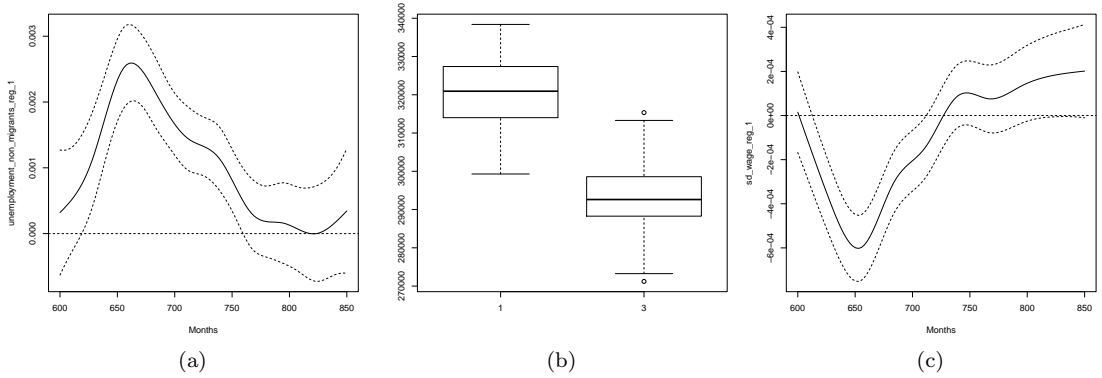 unemployment_non_migrants_reg_1
0.003
0.002
0.001
0.000
600 650 700 750 800 850
Months
(a)
340000
330000
320000
310000
300000
290000
280000
270000
1 3
(b)
sd_wage_reg_1
4e−04
2e−04
0e+00
−2e−04
−4e−04
−6e−04
600 650 700 750 800 850
Months
(c)